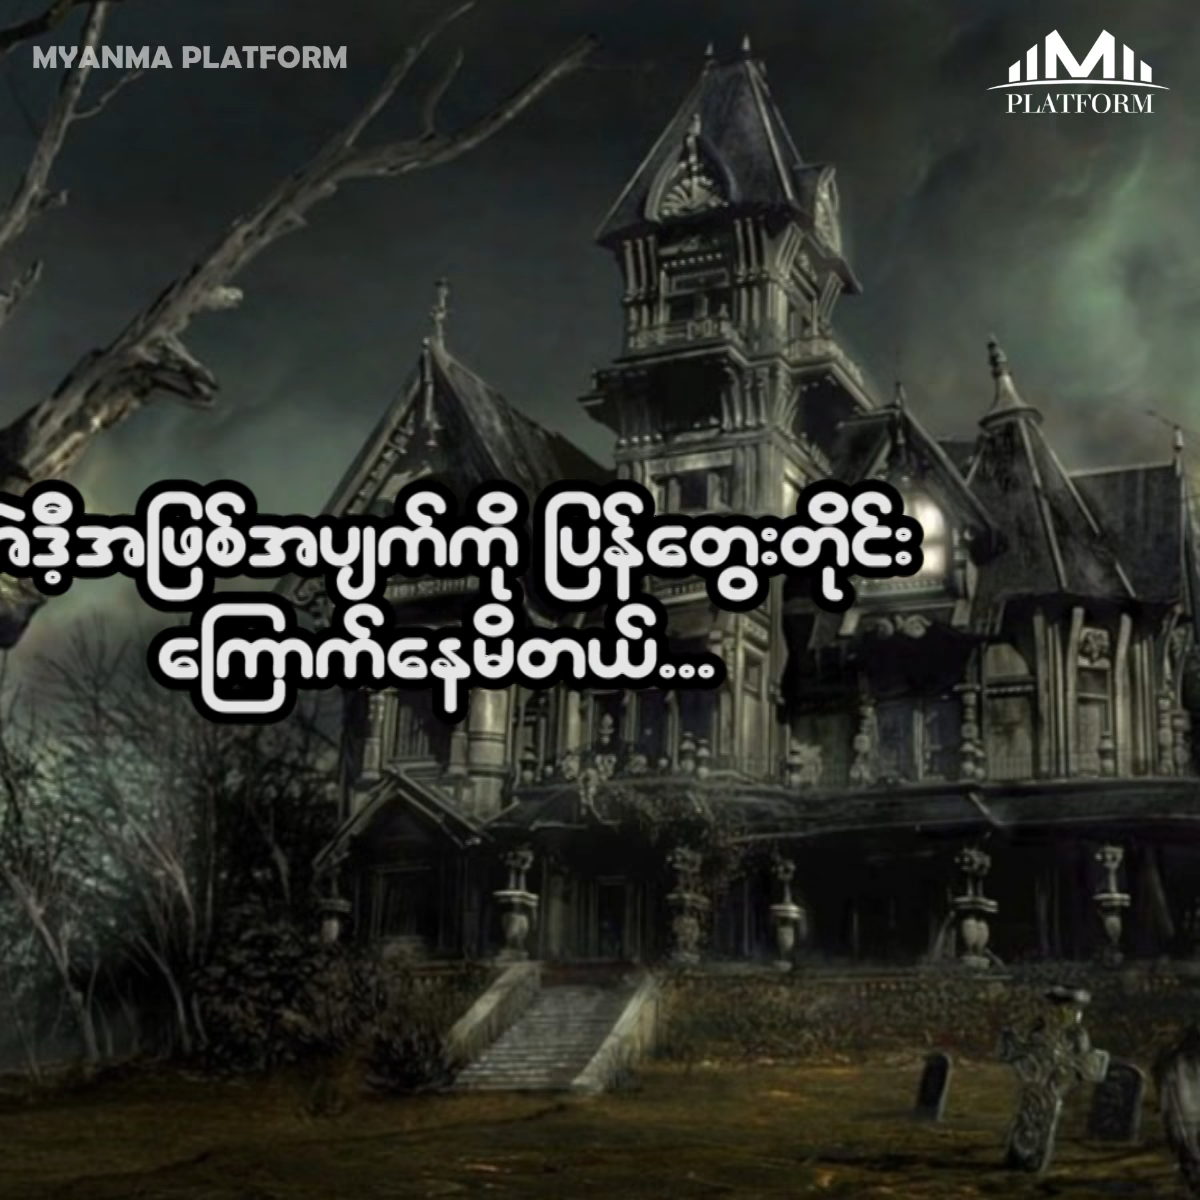 MYANMA PLATFORM
M
PLATFORM
အဲဒီ့အဖြစ်အပျက်ကို ပြန်တွေးတိုင်း
ကြောက်နေမိတယ်...